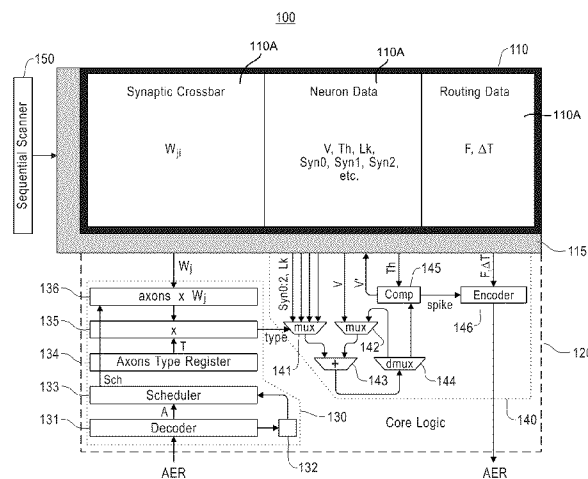 100
150
110A
110A
110
Sequential Scanner
Synaptic Crossbar
Neuron Data
Routing Data
110A
Wji
V, Th, Lk,
Syn0, Syn1, Syn2,
etc.
F, ΔT
115
Wj
Syn0:2, Lk
V
V'
Th
F,ΔT
136
axons x Wj
Comp
145
spike
Encoder
146
135
x
type
mux
141
mux
142
134
T
Axons Type Register
+
143
dmux
144
120
Sch
133
Scheduler
130
A
131
Decoder
132
Core Logic
140
AER
AER